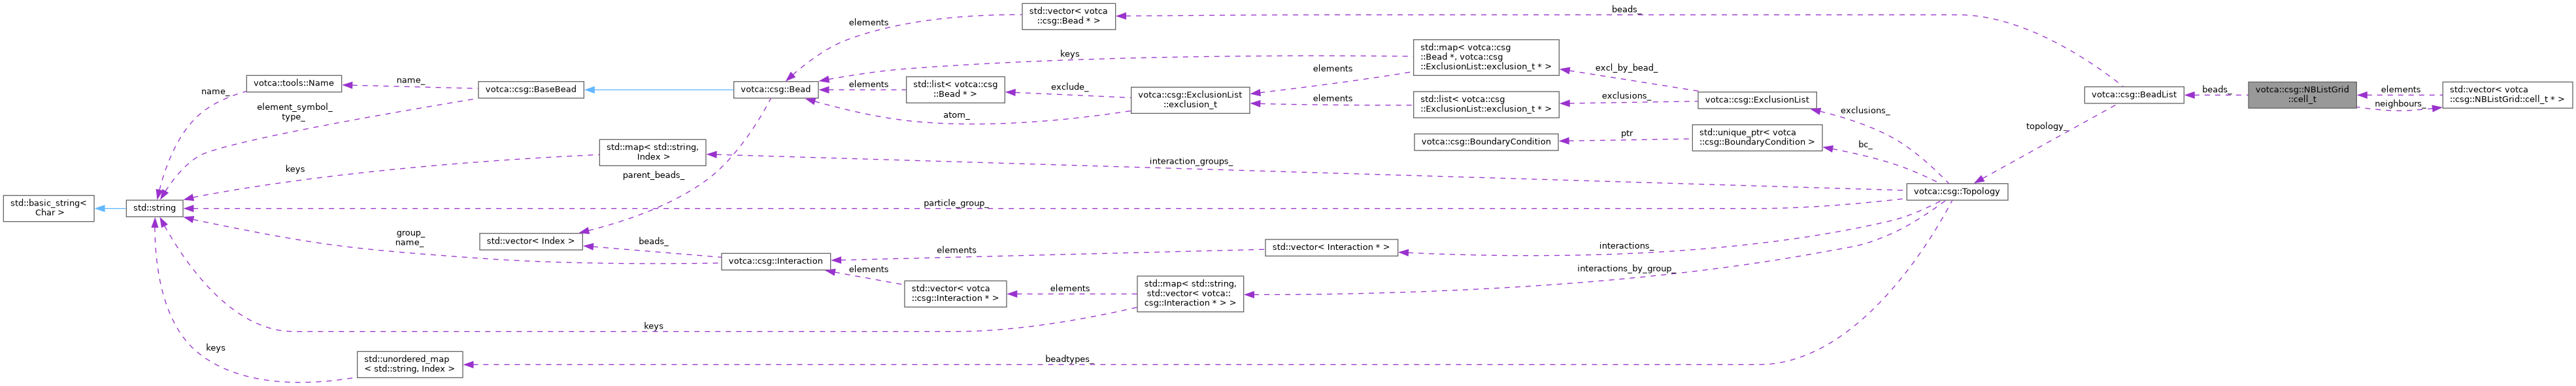 std::vector< votca
::csg::Bead * >
beads_
elements
std::map< votca::csg
::Bead *, votca::csg
::ExclusionList::exclusion_t * >
keys
elements
excl_by_bead_
votca::tools::Name
name_
votca::csg::BaseBead
votca::csg::Bead
elements
std::list< votca::csg
::Bead * >
exclude_
votca::csg::ExclusionList
::exclusion_t
elements
std::list< votca::csg
::ExclusionList::exclusion_t * >
exclusions_
votca::csg::ExclusionList
votca::csg::BeadList
beads_
votca::csg::NBListGrid
::cell_t
elements
neighbours_
std::vector< votca
::csg::NBListGrid::cell_t * >
name_
element_symbol_
type_
atom_
exclusions_
topology_
votca::csg::BoundaryCondition
ptr
std::unique_ptr< votca
::csg::BoundaryCondition >
bc_
std::map< std::string,
Index >
interaction_groups_
keys
parent_beads_
votca::csg::Topology
std::basic_string<
Char >
std::string
particle_group_
group_
name_
std::vector< Index >
beads_
votca::csg::Interaction
elements
std::vector< Interaction * >
interactions_
elements
interactions_by_group_
std::vector< votca
::csg::Interaction * >
elements
std::map< std::string,
std::vector< votca::
csg::Interaction * > >
keys
keys
std::unordered_map
< std::string, Index >
beadtypes_